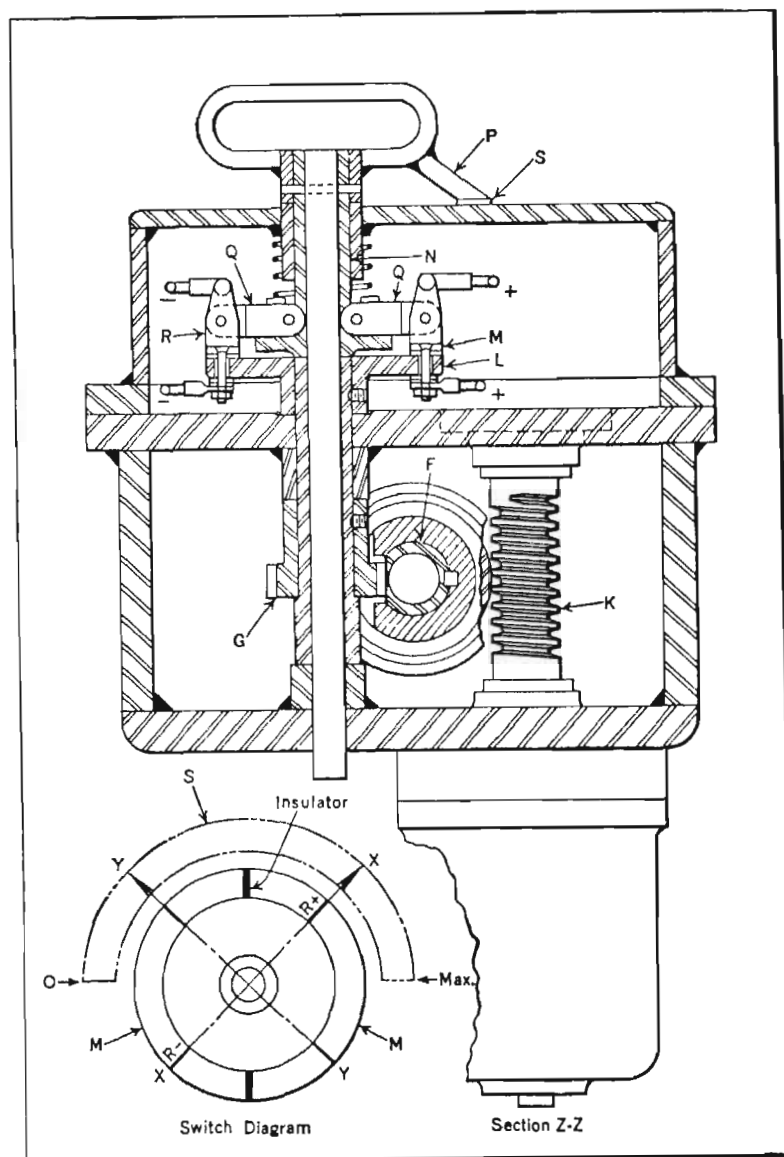 P
S
N
Q
Q
−
+
R
M
L
−
+
F
K
G
S
Insulator
Y
X
R+
O
Max.
M
M
R−
X
Y
Switch Diagram
Section Z-Z